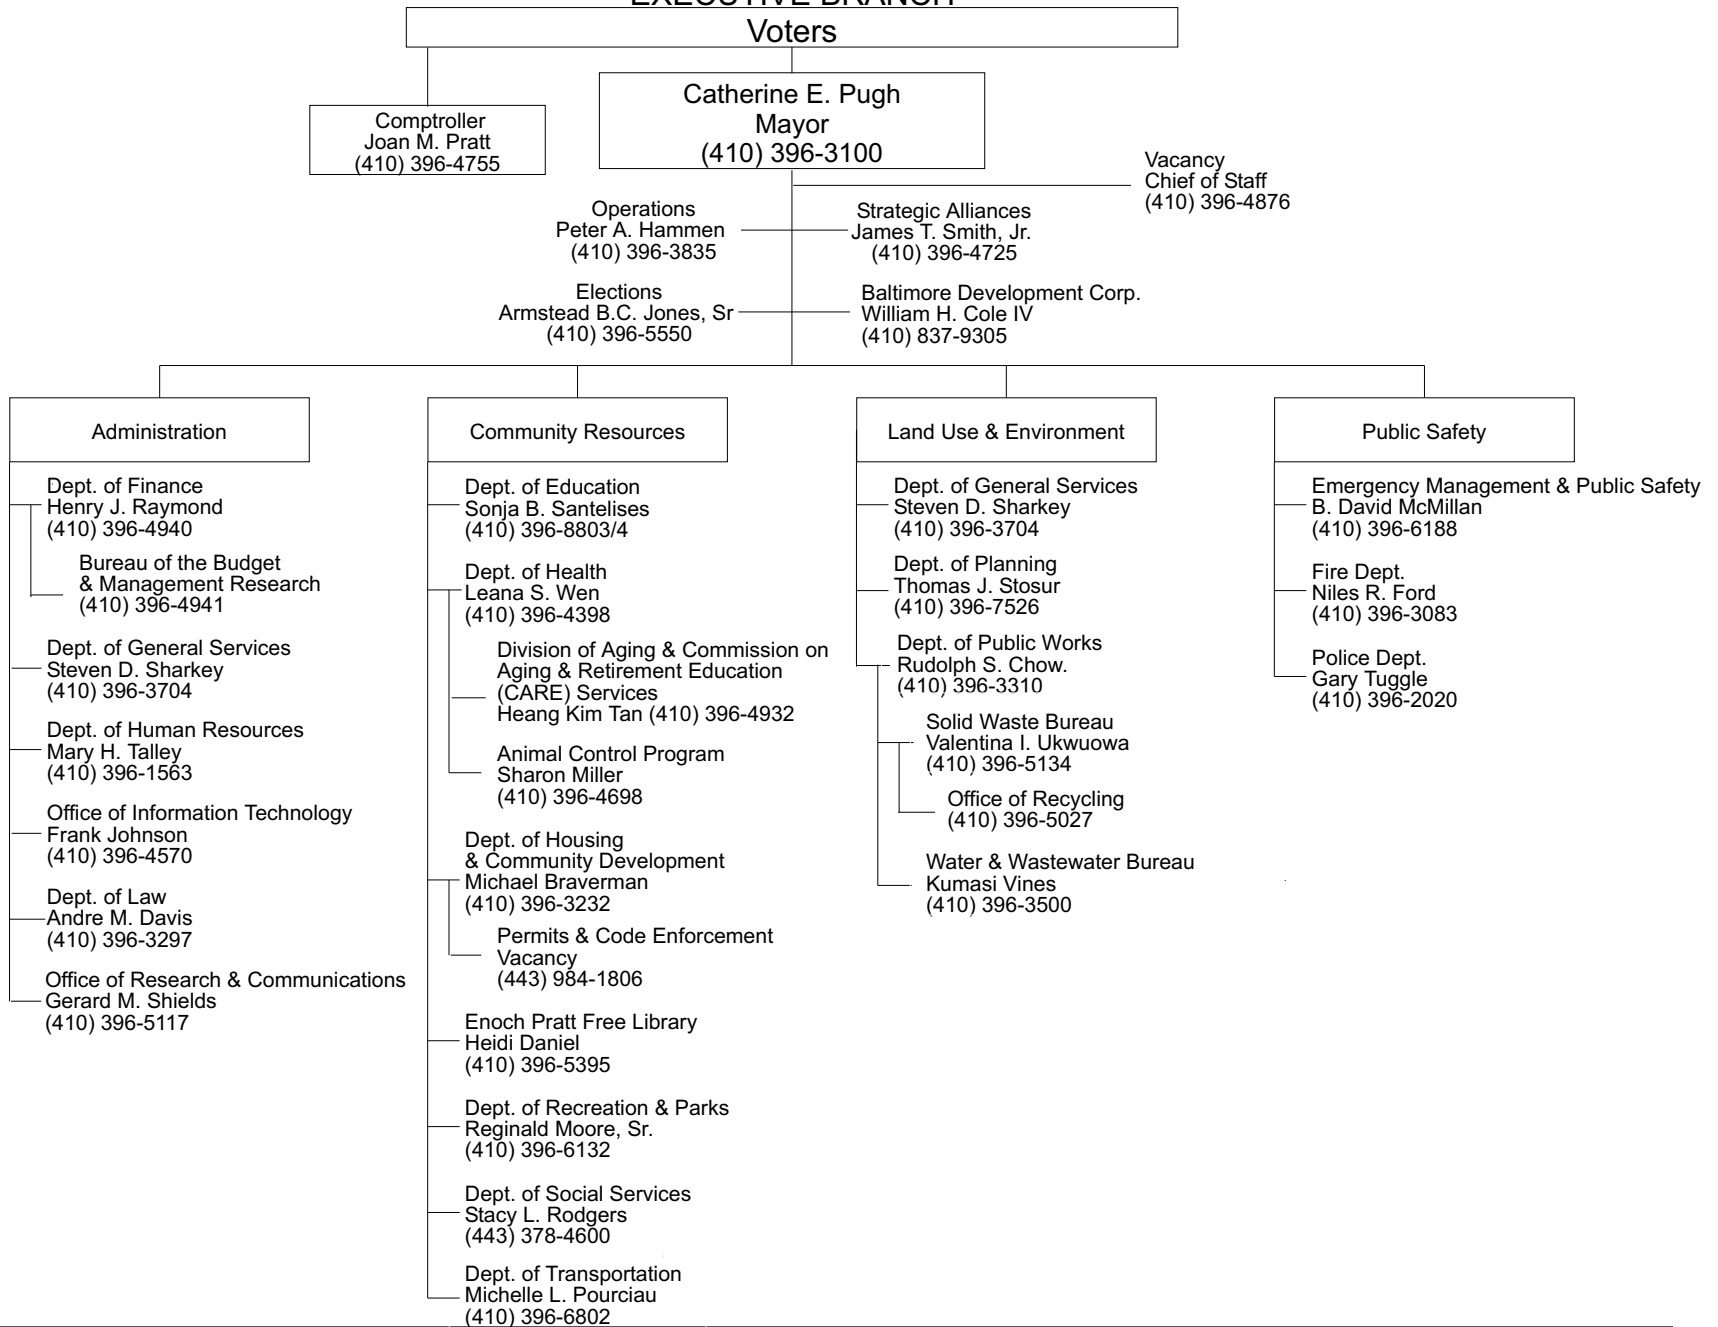 EXECUTIVE BRANCH
Voters
Catherine E. Pugh
Mayor
(410) 396-3100
Comptroller
Joan M. Pratt
(410) 396-4755
Vacancy
Chief of Staff
(410) 396-4876
Operations
Peter A. Hammen
(410) 396-3835
Strategic Alliances
James T. Smith, Jr.
(410) 396-4725
Elections
Armstead B.C. Jones, Sr
(410) 396-5550
Baltimore Development Corp.
William H. Cole IV
(410) 837-9305
Administration
Dept. of Finance
Henry J. Raymond
(410) 396-4940
Bureau of the Budget
& Management Research
(410) 396-4941
Dept. of General Services
Steven D. Sharkey
(410) 396-3704
Dept. of Human Resources
Mary H. Talley
(410) 396-1563
Office of Information Technology
Frank Johnson
(410) 396-4570
Dept. of Law
Andre M. Davis
(410) 396-3297
Office of Research & Communications
Gerard M. Shields
(410) 396-5117
Community Resources
Dept. of Education
Sonja B. Santelises
(410) 396-8803/4
Dept. of Health
Leana S. Wen
(410) 396-4398
Division of Aging & Commission on
Aging & Retirement Education
(CARE) Services
Heang Kim Tan (410) 396-4932
Animal Control Program
Sharon Miller
(410) 396-4698
Dept. of Housing
& Community Development
Michael Braverman
(410) 396-3232
Permits & Code Enforcement
Vacancy
(443) 984-1806
Enoch Pratt Free Library
Heidi Daniel
(410) 396-5395
Dept. of Recreation & Parks
Reginald Moore, Sr.
(410) 396-6132
Dept. of Social Services
Stacy L. Rodgers
(443) 378-4600
Dept. of Transportation
Michelle L. Pourciau
(410) 396-6802
Land Use & Environment
Dept. of General Services
Steven D. Sharkey
(410) 396-3704
Dept. of Planning
Thomas J. Stosur
(410) 396-7526
Dept. of Public Works
Rudolph S. Chow.
(410) 396-3310
Solid Waste Bureau
Valentina I. Ukwuowa
(410) 396-5134
Office of Recycling
(410) 396-5027
Water & Wastewater Bureau
Kumasi Vines
(410) 396-3500
Public Safety
Emergency Management & Public Safety
B. David McMillan
(410) 396-6188
Fire Dept.
Niles R. Ford
(410) 396-3083
Police Dept.
Gary Tuggle
(410) 396-2020